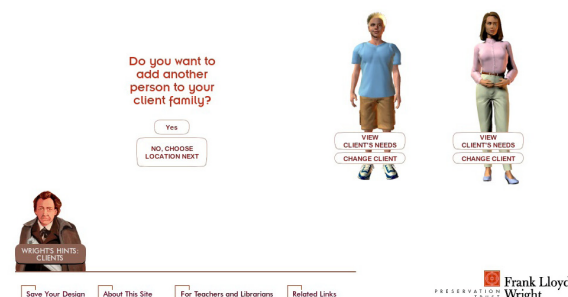 Do you want to
add another
person to your
client family?
Yes
NO, CHOOSE
LOCATION NEXT
VIEW
CLIENT'S NEEDS
CHANGE CLIENT
VIEW
CLIENT'S NEEDS
CHANGE CLIENT
WRIGHT'S HINTS:
CLIENTS
Save Your Design
About This Site
For Teachers and Librarians
Related Links
Frank Lloyd
PRESERVATION Wright
TRUST